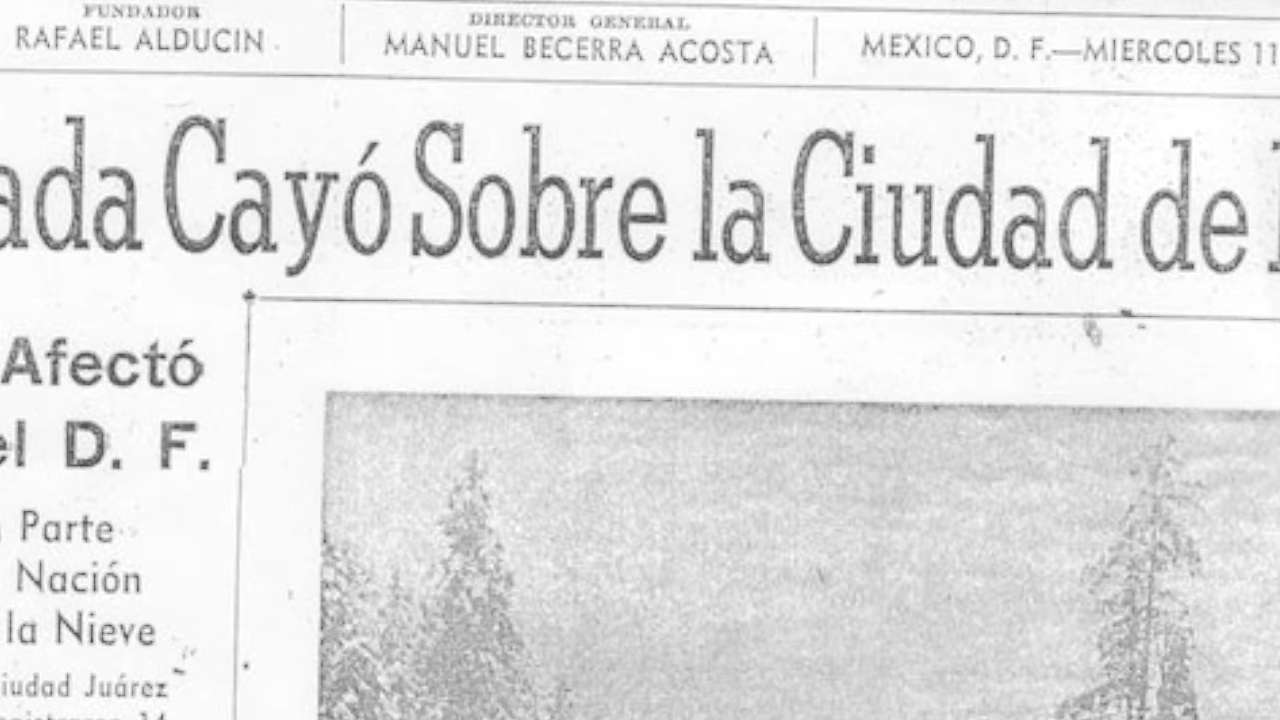 FUNDADOR
RAFAEL ALDUCIN
DIRECTOR GENERAL
MANUEL BECERRA ACOSTA
MEXICO, D. F.—MIERCOLES 11
ada Cayó Sobre la Ciudad de
Afectó
el D. F.
Parte
Nación
la Nieve
iudad Juárez